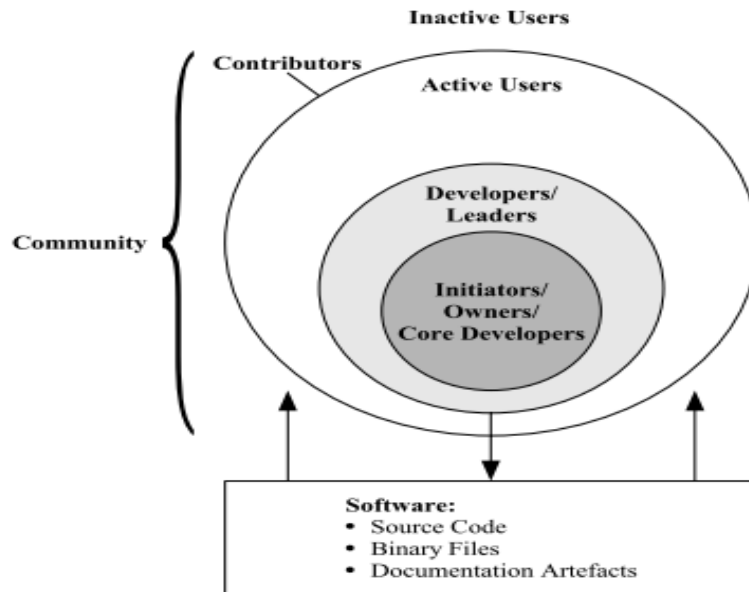 Inactive Users
Contributors
Active Users
Developers/
Leaders
Community
Initiators/
Owners/
Core Developers
Software:
• Source Code
• Binary Files
• Documentation Artefacts